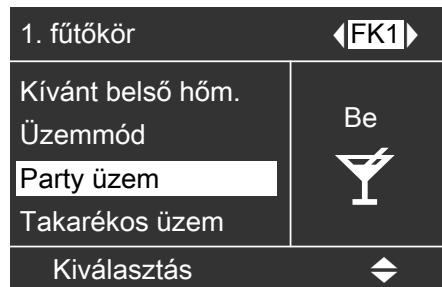 1. fűtőkör FK1
Kívánt belső hőm.
Üzemmód
Be
Party üzem
Takarékos üzem
Kiválasztás